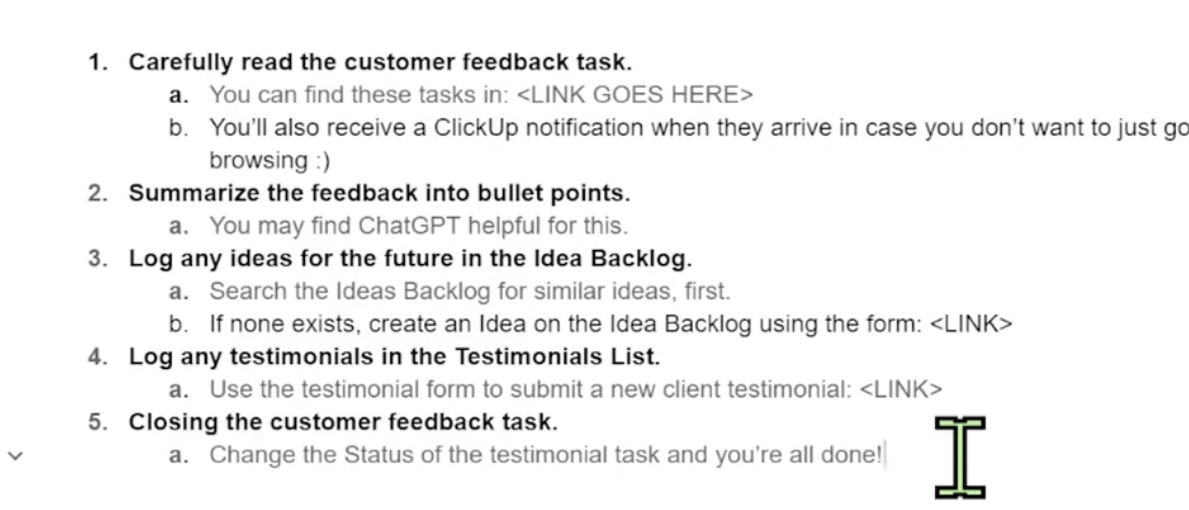 1. Carefully read the customer feedback task.
a. You can find these tasks in: <LINK GOES HERE>
b. You'll also receive a ClickUp notification when they arrive in case you don't want to just go
browsing :)
2. Summarize the feedback into bullet points.
a. You may find ChatGPT helpful for this.
3. Log any ideas for the future in the Idea Backlog.
a. Search the Ideas Backlog for similar ideas, first.
b. If none exists, create an Idea on the Idea Backlog using the form: <LINK>
4. Log any testimonials in the Testimonials List.
a. Use the testimonial form to submit a new client testimonial: <LINK>
5. Closing the customer feedback task.
a. Change the Status of the testimonial task and you're all done!